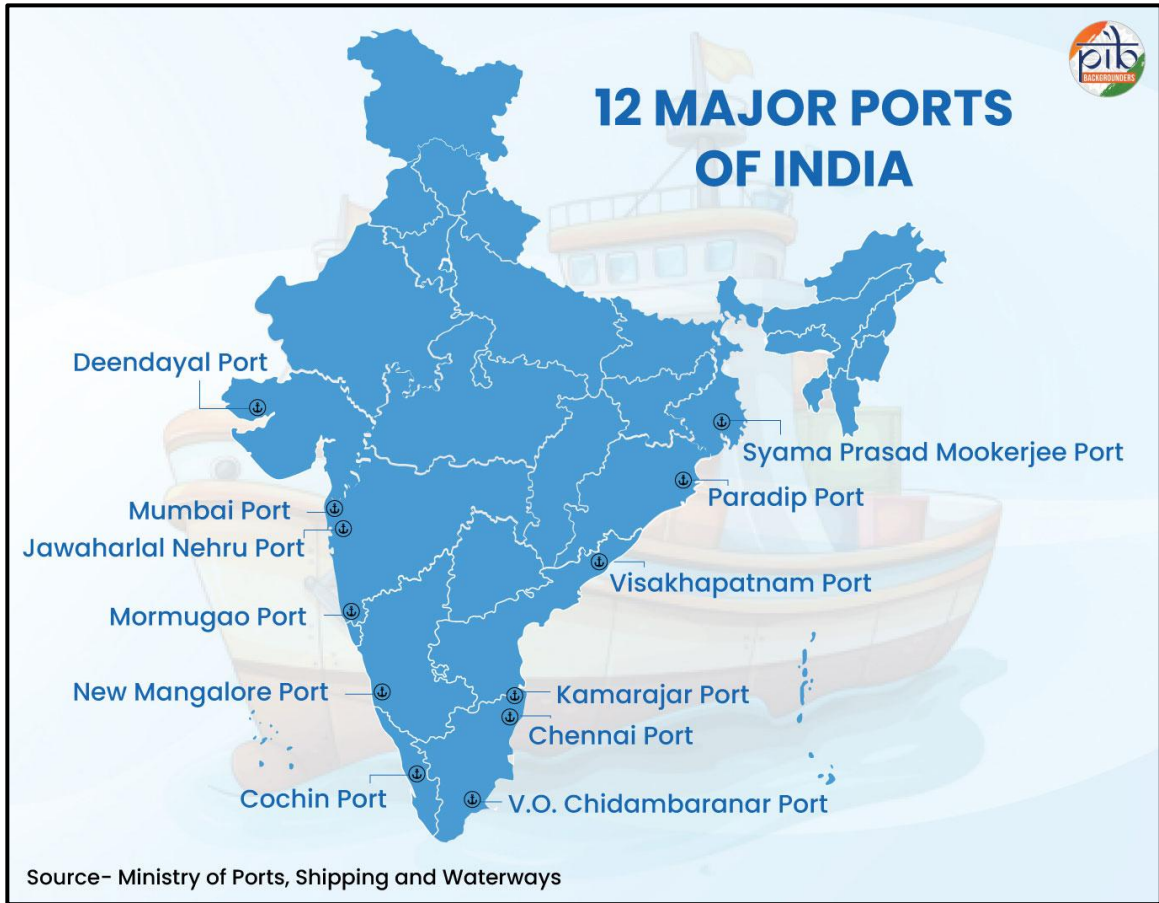 pib
BACKGROUNDERS
12 MAJOR PORTS
OF INDIA
Deendayal Port
Mumbai Port
Jawaharlal Nehru Port
Mormugao Port
New Mangalore Port
Cochin Port
Syama Prasad Mookerjee Port
Paradip Port
Visakhapatnam Port
Kamarajar Port
Chennai Port
V.O. Chidambaranar Port
Source- Ministry of Ports, Shipping and Waterways